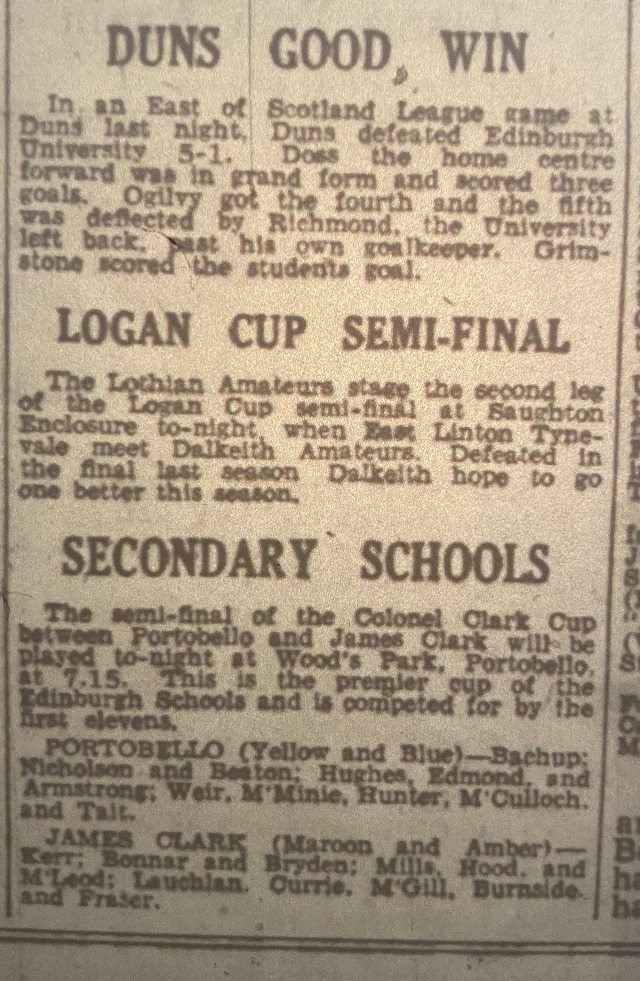 DUNS GOOD WIN
In an East of Scotland League game at
Duns last night, Duns defeated Edinburgh
University 5-1. Doss the home centre
forward was in grand form and scored three
goals. Ogilvy got the fourth and the fifth
was deflected by Richmond, the University
left back, past his own goalkeeper. Grim-
stone scored the students goal.
LOGAN CUP SEMI-FINAL
The Lothian Amateurs stage the second leg
of the Logan Cup semi-final at Saughton
Enclosure to-night, when East Linton Tyne-
vale meet Dalkeith Amateurs. Defeated in
the final last season Dalkeith hope to go
one better this season.
SECONDARY SCHOOLS
The semi-final of the Colonel Clark Cup
between Portobello and James Clark will be
played to-night at Wood's Park, Portobello,
at 7.15. This is the premier cup of the
Edinburgh Schools and is competed for by the
first elevens.
PORTOBELLO (Yellow and Blue)—Bachup;
Nicholson and Beaton; Hughes, Edmond, and
Armstrong; Weir, M'Minie, Hunter, M'Culloch,
and Tait.
JAMES CLARK (Maroon and Amber)—
Kerr; Bonnar and Bryden; Mills, Hood, and
M'Leod; Lauchlan, Currie, M'Gill, Burnside
and Fraser.